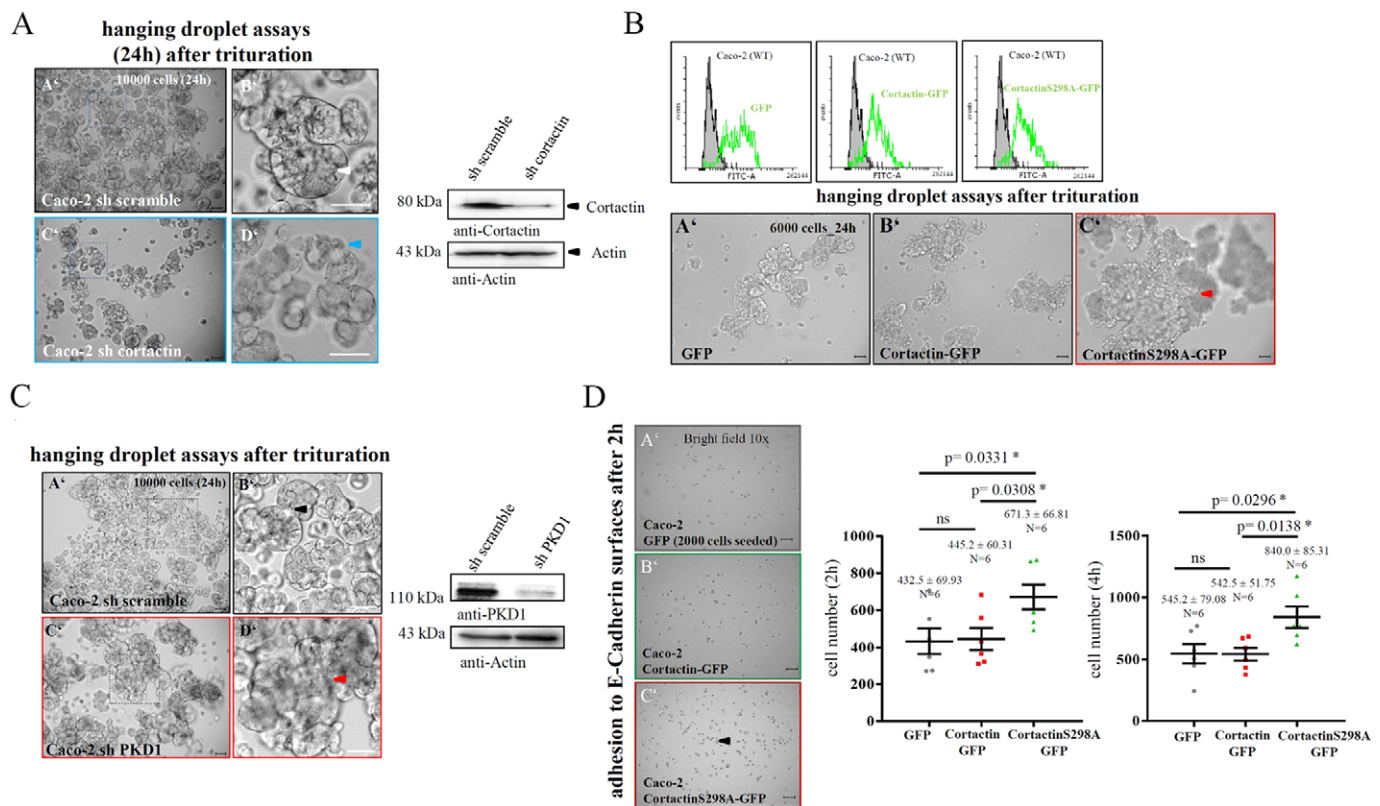 A
hanging droplet assays
(24h) after trituration
A‘
10000 cells (24h)
Caco-2 sh scramble
B‘
C‘
Caco-2 sh cortactin
D‘
sh scramble
sh cortactin
80 kDa
Cortactin
anti-Cortactin
43 kDa
Actin
anti-Actin
B
Caco-2 (WT)
GFP
events
FITC-A
262144
Caco-2 (WT)
Cortactin-GFP
events
FITC-A
262144
Caco-2 (WT)
CortactinS298A-GFP
events
FITC-A
262144
hanging droplet assays after trituration
A‘
6000 cells_24h
GFP
B‘
Cortactin-GFP
C‘
CortactinS298A-GFP
C
hanging droplet assays after trituration
A‘
10000 cells (24h)
Caco-2 sh scramble
B‘
C‘
Caco-2 sh PKD1
D‘
sh scramble
sh PKD1
110 kDa
anti-PKD1
43 kDa
anti-Actin
D
adhesion to E-Cadherin surfaces after 2h
A‘
Bright field 10x
Caco-2
GFP (2000 cells seeded)
B‘
Caco-2
Cortactin-GFP
C‘
Caco-2
CortactinS298A-GFP
p= 0.0331 *
p= 0.0308 *
671.3 ± 66.81
N=6
ns
445.2 ± 60.31
N=6
432.5 ± 69.93
N=6
cell number (2h)
1000
800
600
400
200
0
GFP
Cortactin
GFP
CortactinS298A
GFP
p= 0.0296 *
p= 0.0138 *
840.0 ± 85.31
N=6
ns
542.5 ± 51.75
N=6
545.2 ± 79.08
N=6
cell number (4h)
1500
1000
500
0
GFP
Cortactin
GFP
CortactinS298A
GFP